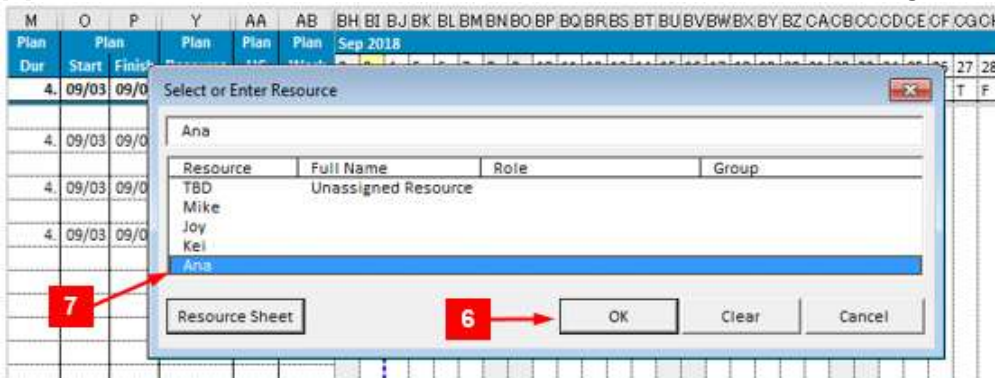 M O P Y AA AB BH BI BJ BK BL BM BN BO BP BQ BR BS BT BU BV BW BX BY BZ CA CB CC CD CE CF CG CH
Plan Plan Plan Plan Plan Sep 2018
Dur Start Finish 27 28
4. 09/03 09/0 T F
Select or Enter Resource
Ana
4. 09/03 09/0
Resource Full Name Role Group
TBD Unassigned Resource
4. 09/03 09/0
Mike
Joy
4. 09/03 09/0
Kei
Ana
7
Resource Sheet 6 OK Clear Cancel